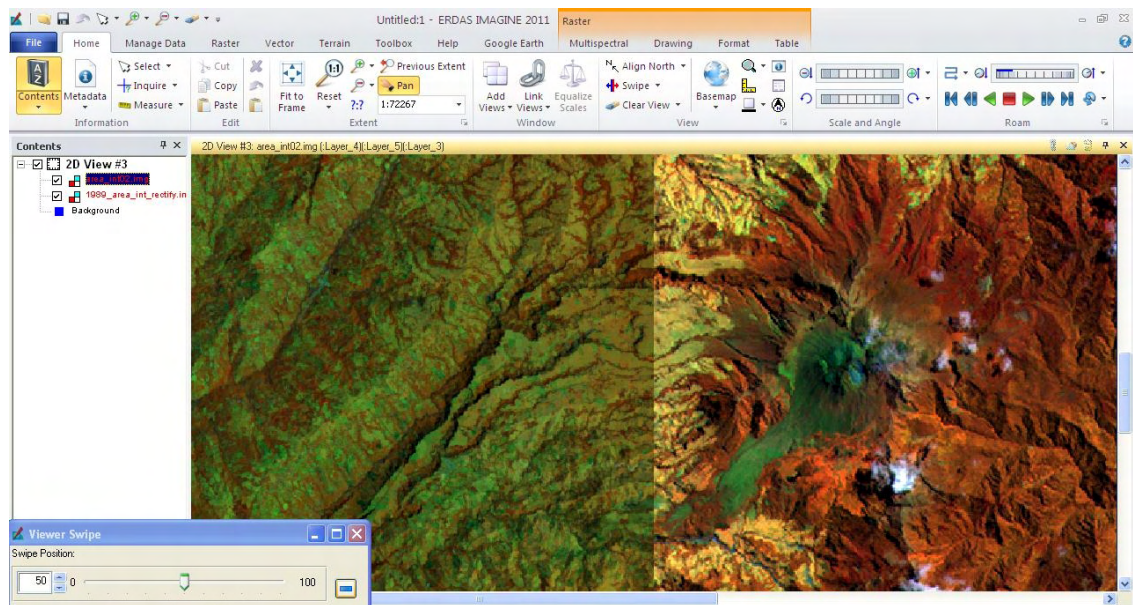 Untitled:1 - ERDAS IMAGINE 2011 Raster
File Home Manage Data Raster Vector Terrain Toolbox Help Google Earth Multispectral Drawing Format Table
Contents Metadata Select Cut Fit to Frame Reset 1:1 Previous Extent Add Views Link Views Equalize Scales Align North Basemap
Inquire Copy Pan Swipe
Measure Paste ?:? 1:72267 Clear View
Information Edit Extent Window View Scale and Angle Roam
Contents 2D View #3: area_int02.img (:Layer_4)(:Layer_5)(:Layer_3)
2D View #3
area_int02.img
1989_area_int_rectify.in
Background
Viewer Swipe
Swipe Position:
50 0 100